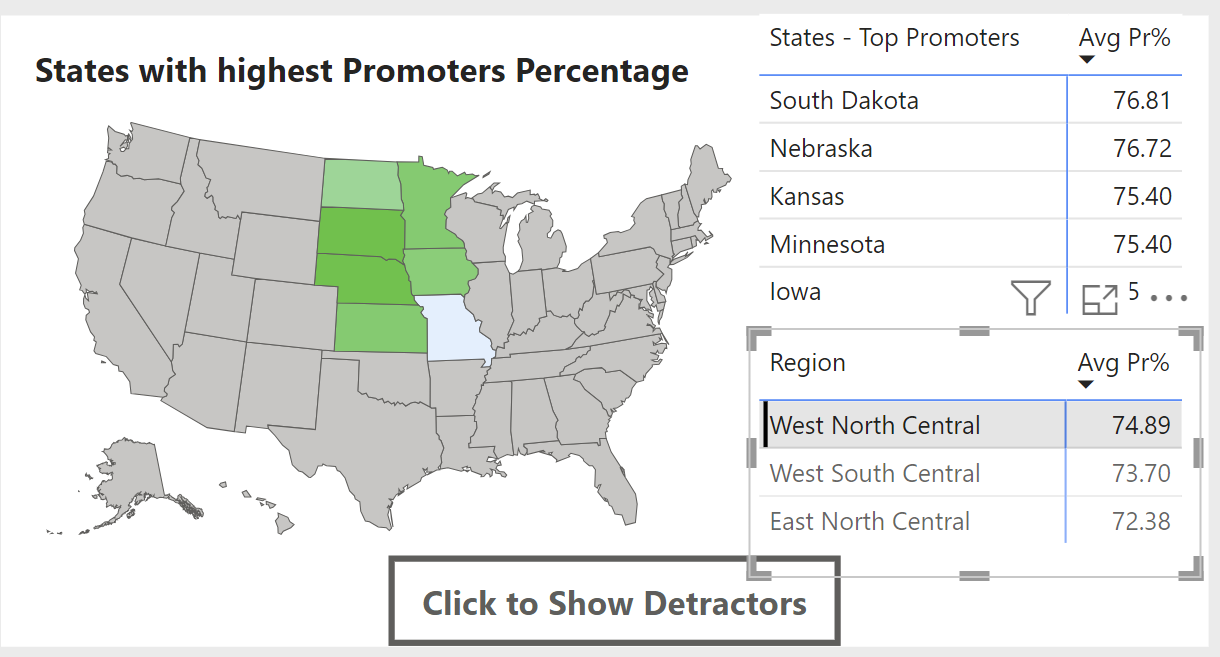 States with highest Promoters Percentage
States - Top Promoters Avg Pr%
South Dakota 76.81
Nebraska 76.72
Kansas 75.40
Minnesota 75.40
Iowa 5
Region Avg Pr%
West North Central 74.89
West South Central 73.70
East North Central 72.38
Click to Show Detractors